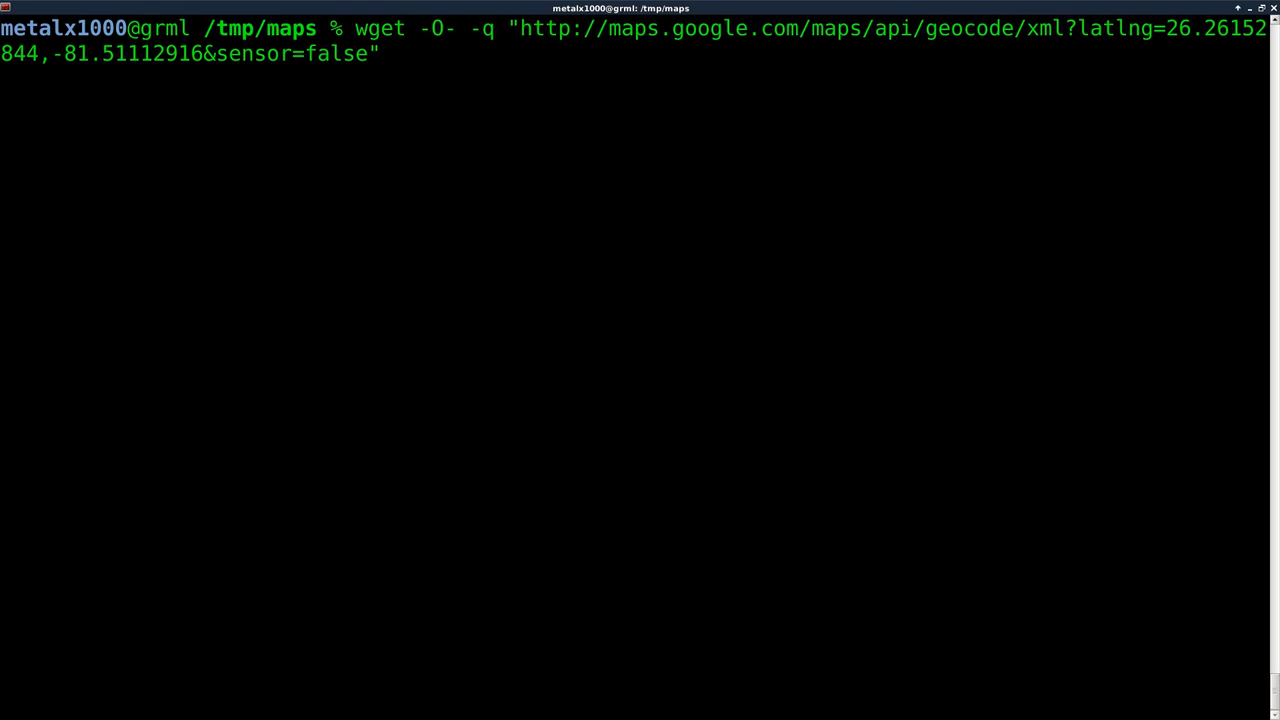 metalx1000@grml: /tmp/maps
metalx1000@grml /tmp/maps % wget -O- -q "http://maps.google.com/maps/api/geocode/xml?latlng=26.26152
844,-81.51112916&sensor=false"